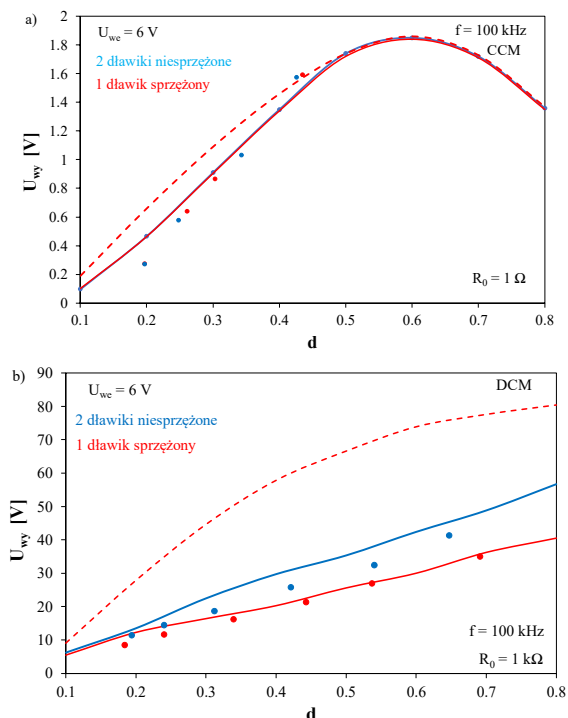 a)
U_we = 6 V
f = 100 kHz
CCM
2 dławiki niesprzężone
1 dławik sprzężony
R_0 = 1 Ω
U_wy [V]
2
1.8
1.6
1.4
1.2
1
0.8
0.6
0.4
0.2
0
0.1 0.2 0.3 0.4 0.5 0.6 0.7 0.8
d
b)
U_we = 6 V
DCM
2 dławiki niesprzężone
1 dławik sprzężony
f = 100 kHz
R_0 = 1 kΩ
U_wy [V]
90
80
70
60
50
40
30
20
10
0
0.1 0.2 0.3 0.4 0.5 0.6 0.7 0.8
d